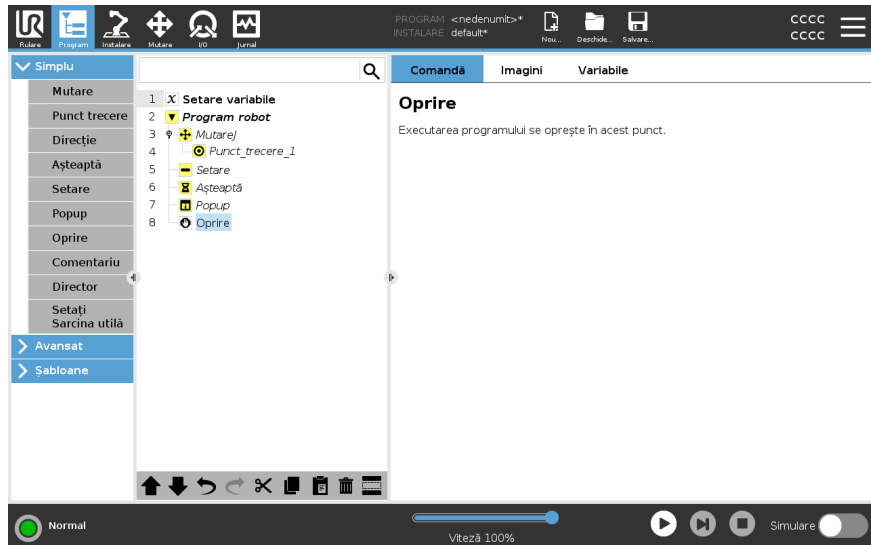 UR
Rulare
Program
Instalare
Mutare
I/O
Jurnal
PROGRAM <nedenumit>*
INSTALARE default*
Nou...
Deschide...
Salvare...
cccc
cccc
Simplu
Mutare
Punct trecere
Direcție
Așteaptă
Setare
Popup
Oprire
Comentariu
Director
Setați
Sarcina utilă
Avansat
Șabloane
1 X Setare variabile
2 Program robot
3 MutareJ
4 Punct_trecere_1
5 Setare
6 Așteaptă
7 Popup
8 Oprire
Comandă Imagini Variabile
Oprire
Executarea programului se oprește în acest punct.
Normal
Viteză 100%
Simulare